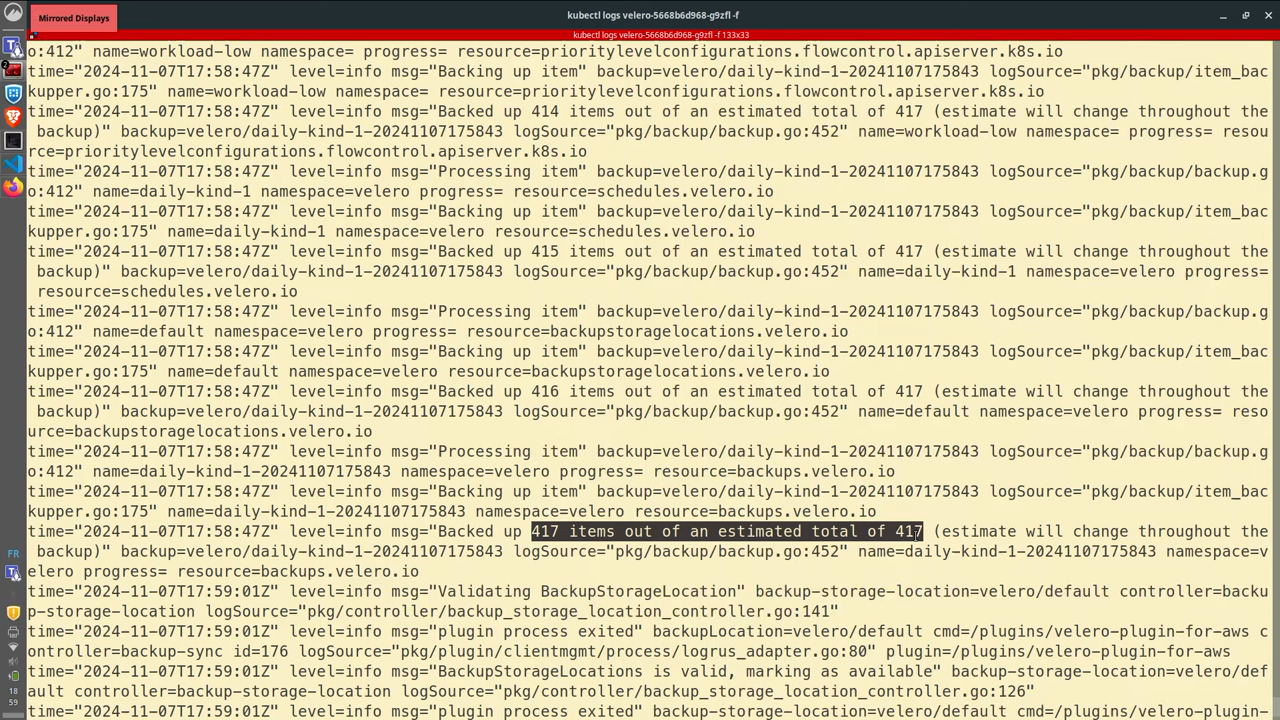 Mirrored Displays
kubectl logs velero-5668b6d968-g9zfl -f
kubectl logs velero-5668b6d968-g9zfl -f 133x33
o:412" name=workload-low namespace= progress= resource=prioritylevelconfigurations.flowcontrol.apiserver.k8s.io
time="2024-11-07T17:58:47Z" level=info msg="Backing up item" backup=velero/daily-kind-1-20241107175843 logSource="pkg/backup/item_bac
kupper.go:175" name=workload-low namespace= progress= resource=prioritylevelconfigurations.flowcontrol.apiserver.k8s.io
time="2024-11-07T17:58:47Z" level=info msg="Backed up 414 items out of an estimated total of 417 (estimate will change throughout the
 backup)" backup=velero/daily-kind-1-20241107175843 logSource="pkg/backup/backup.go:452" name=workload-low namespace= progress= resou
rce=prioritylevelconfigurations.flowcontrol.apiserver.k8s.io
time="2024-11-07T17:58:47Z" level=info msg="Processing item" backup=velero/daily-kind-1-20241107175843 logSource="pkg/backup/backup.g
o:412" name=daily-kind-1 namespace=velero progress= resource=schedules.velero.io
time="2024-11-07T17:58:47Z" level=info msg="Backing up item" backup=velero/daily-kind-1-20241107175843 logSource="pkg/backup/item_bac
kupper.go:175" name=daily-kind-1 namespace=velero progress= resource=schedules.velero.io
time="2024-11-07T17:58:47Z" level=info msg="Backed up 415 items out of an estimated total of 417 (estimate will change throughout the
 backup)" backup=velero/daily-kind-1-20241107175843 logSource="pkg/backup/backup.go:452" name=daily-kind-1 namespace=velero progress=
 resource=schedules.velero.io
time="2024-11-07T17:58:47Z" level=info msg="Processing item" backup=velero/daily-kind-1-20241107175843 logSource="pkg/backup/backup.g
o:412" name=default namespace=velero progress= resource=backupstoragelocations.velero.io
time="2024-11-07T17:58:47Z" level=info msg="Backing up item" backup=velero/daily-kind-1-20241107175843 logSource="pkg/backup/item_bac
kupper.go:175" name=default namespace=velero progress= resource=backupstoragelocations.velero.io
time="2024-11-07T17:58:47Z" level=info msg="Backed up 416 items out of an estimated total of 417 (estimate will change throughout the
 backup)" backup=velero/daily-kind-1-20241107175843 logSource="pkg/backup/backup.go:452" name=default namespace=velero progress= reso
urce=backupstoragelocations.velero.io
time="2024-11-07T17:58:47Z" level=info msg="Processing item" backup=velero/daily-kind-1-20241107175843 logSource="pkg/backup/backup.g
o:412" name=daily-kind-1-20241107175843 namespace=velero progress= resource=backups.velero.io
time="2024-11-07T17:58:47Z" level=info msg="Backing up item" backup=velero/daily-kind-1-20241107175843 logSource="pkg/backup/item_bac
kupper.go:175" name=daily-kind-1-20241107175843 namespace=velero progress= resource=backups.velero.io
time="2024-11-07T17:58:47Z" level=info msg="Backed up 417 items out of an estimated total of 417 (estimate will change throughout the
 backup)" backup=velero/daily-kind-1-20241107175843 logSource="pkg/backup/backup.go:452" name=daily-kind-1-20241107175843 namespace=v
elero progress= resource=backups.velero.io
time="2024-11-07T17:59:01Z" level=info msg="Validating BackupStorageLocation" backup-storage-location=velero/default controller=backu
p-storage-location logSource="pkg/controller/backup_storage_location_controller.go:141"
time="2024-11-07T17:59:01Z" level=info msg="plugin process exited" backupLocation=velero/default cmd=/plugins/velero-plugin-for-aws c
ontroller=backup-sync id=176 logSource="pkg/plugin/clientmgmt/process/logrus_adapter.go:80" plugin=/plugins/velero-plugin-for-aws
time="2024-11-07T17:59:01Z" level=info msg="BackupStorageLocations is valid, marking as available" backup-storage-location=velero/def
ault controller=backup-storage-location logSource="pkg/controller/backup_storage_location_controller.go:126"
time="2024-11-07T17:59:01Z" level=info msg="plugin process exited" backup-storage-location=velero/default cmd=/plugins/velero-plugin-
2
FR
18
59